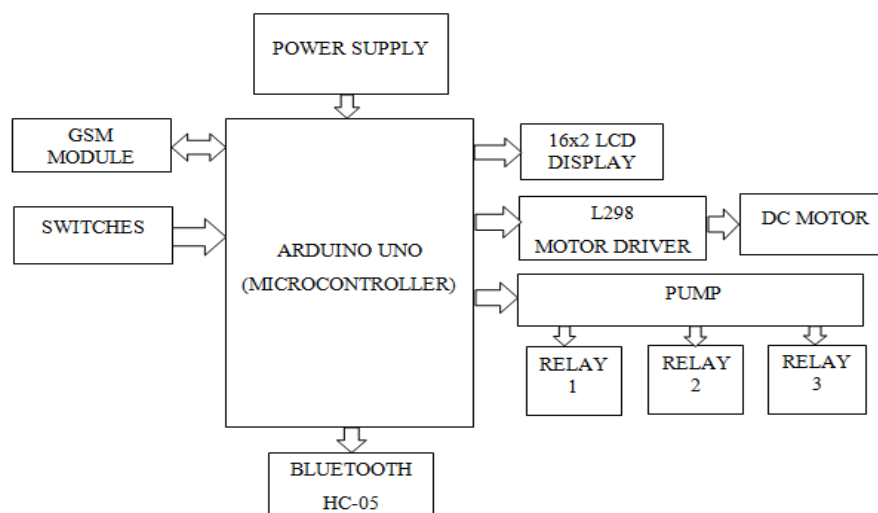 POWER SUPPLY
GSM
MODULE
16x2 LCD
DISPLAY
SWITCHES
L298
MOTOR DRIVER
DC MOTOR
ARDUINO UNO
(MICROCONTROLLER)
PUMP
RELAY
1
RELAY
2
RELAY
3
BLUETOOTH
HC-05